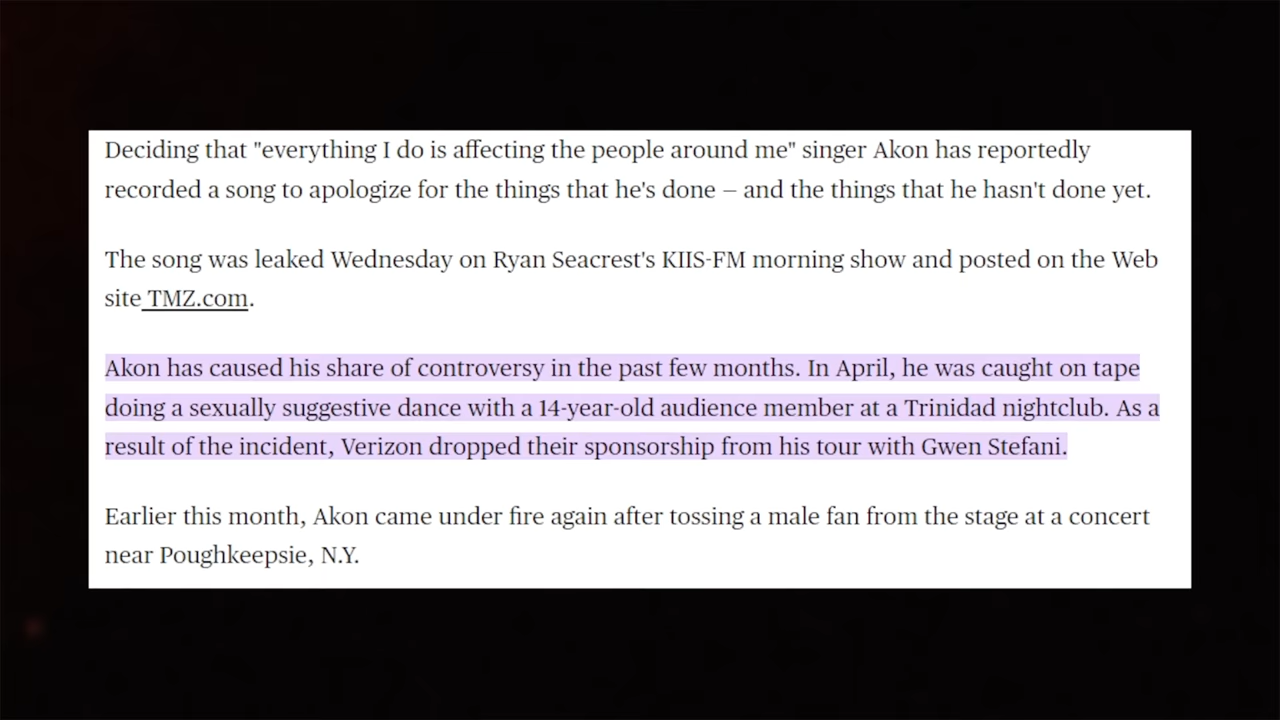 Deciding that "everything I do is affecting the people around me" singer Akon has reportedly
recorded a song to apologize for the things that he's done — and the things that he hasn't done yet.
The song was leaked Wednesday on Ryan Seacrest's KIIS-FM morning show and posted on the Web
site TMZ.com.
Akon has caused his share of controversy in the past few months. In April, he was caught on tape
doing a sexually suggestive dance with a 14-year-old audience member at a Trinidad nightclub. As a
result of the incident, Verizon dropped their sponsorship from his tour with Gwen Stefani.
Earlier this month, Akon came under fire again after tossing a male fan from the stage at a concert
near Poughkeepsie, N.Y.